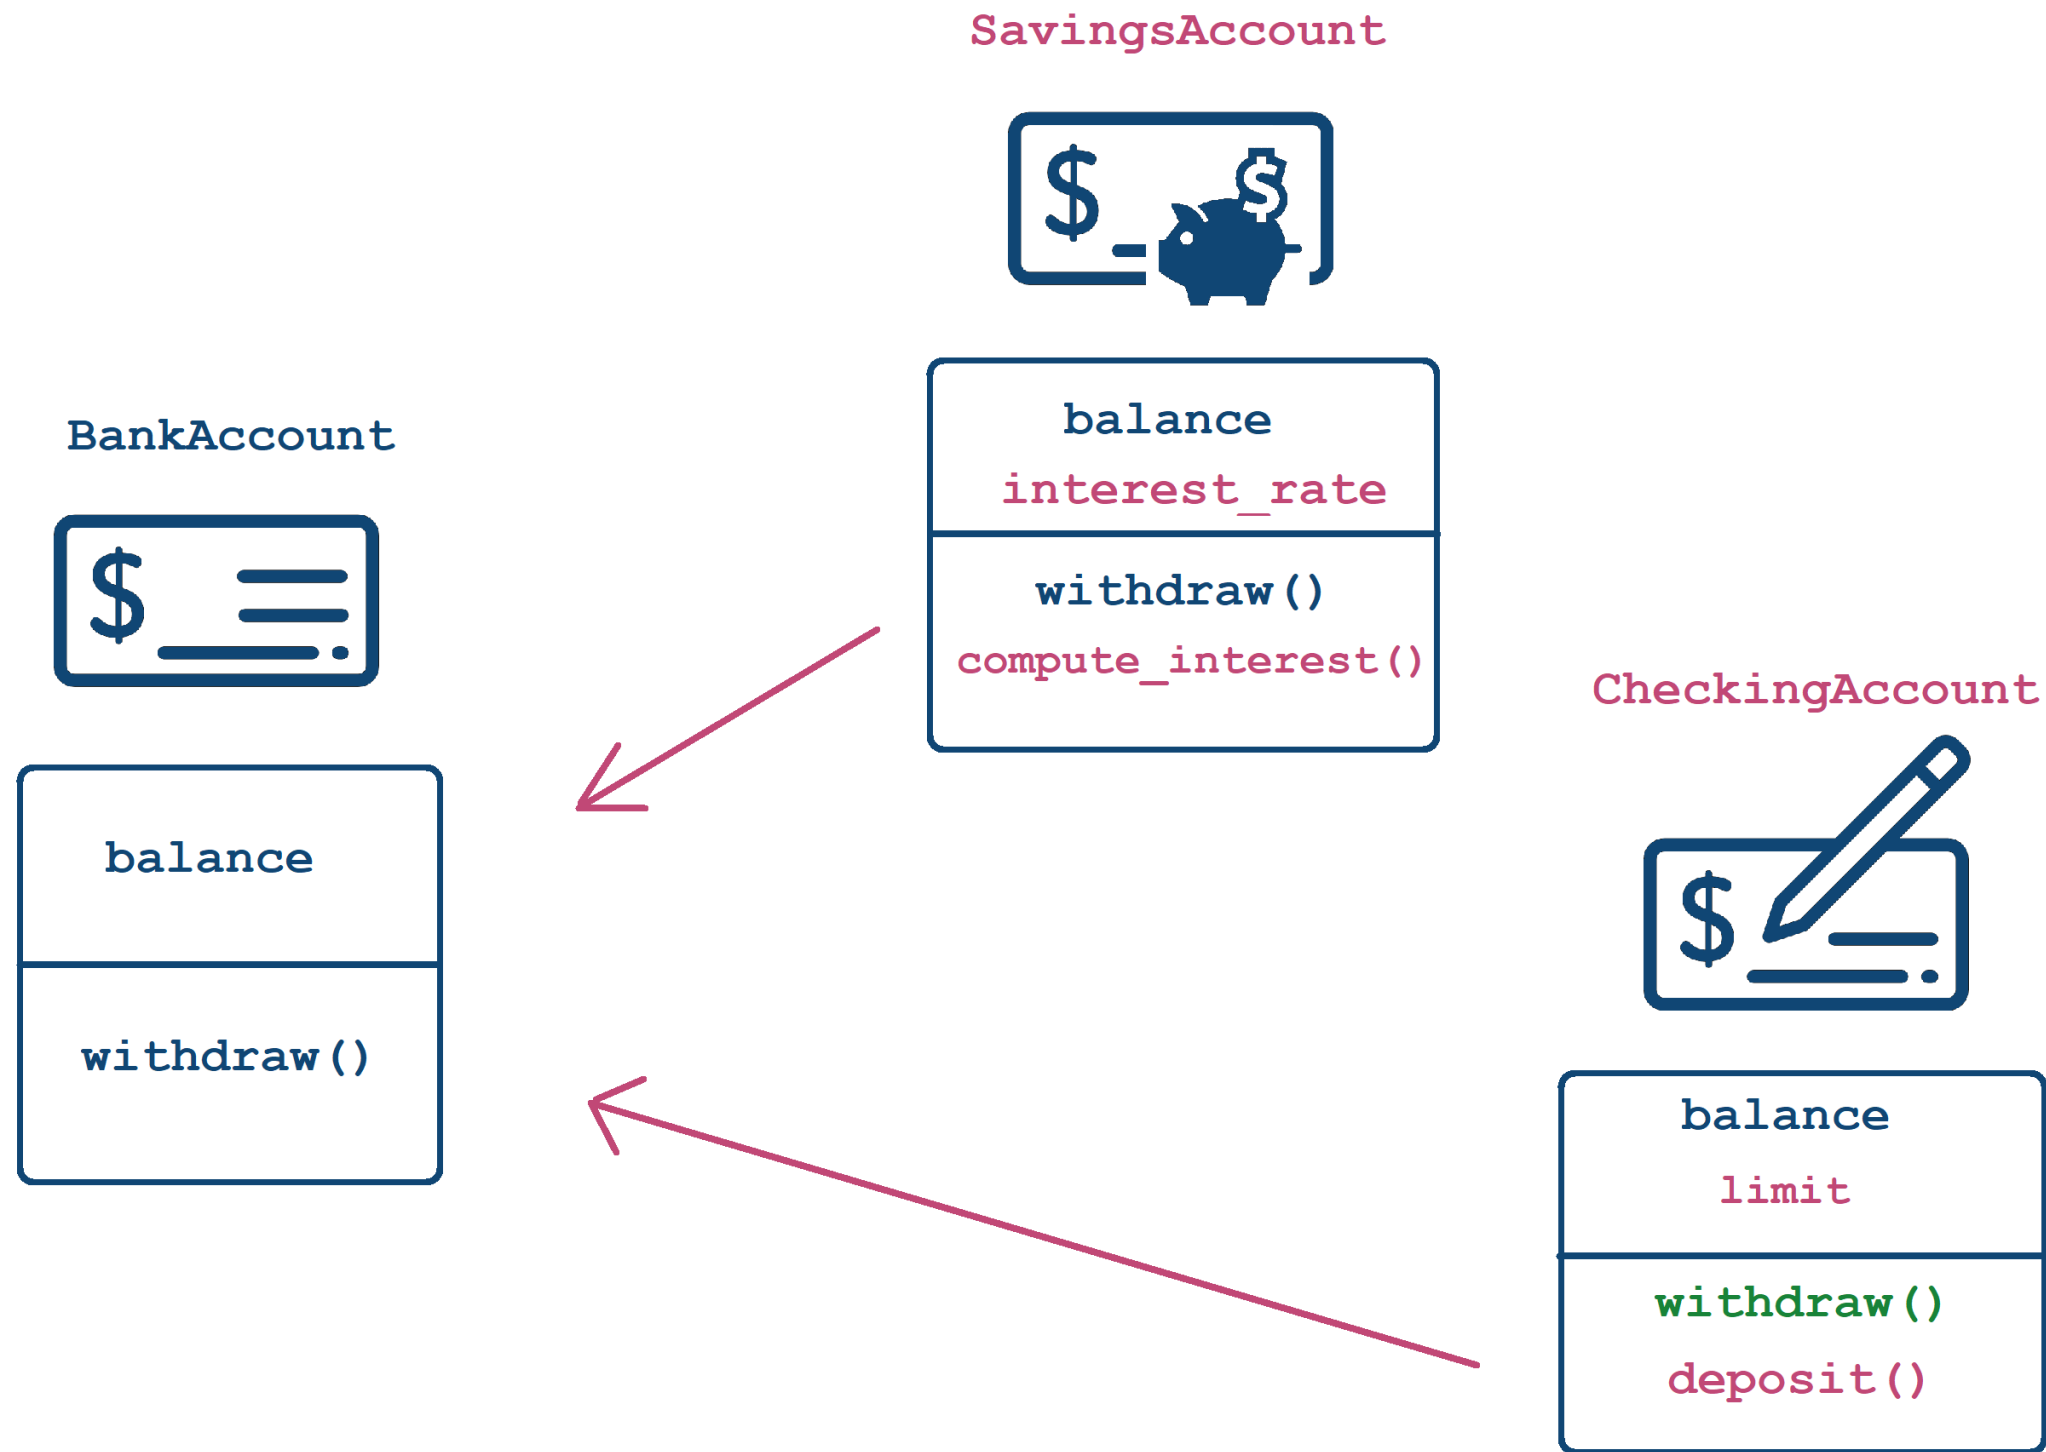 SavingsAccount
$
$
balance
interest_rate
withdraw()
compute_interest()
BankAccount
$
balance
withdraw()
CheckingAccount
$
balance
limit
withdraw()
deposit()